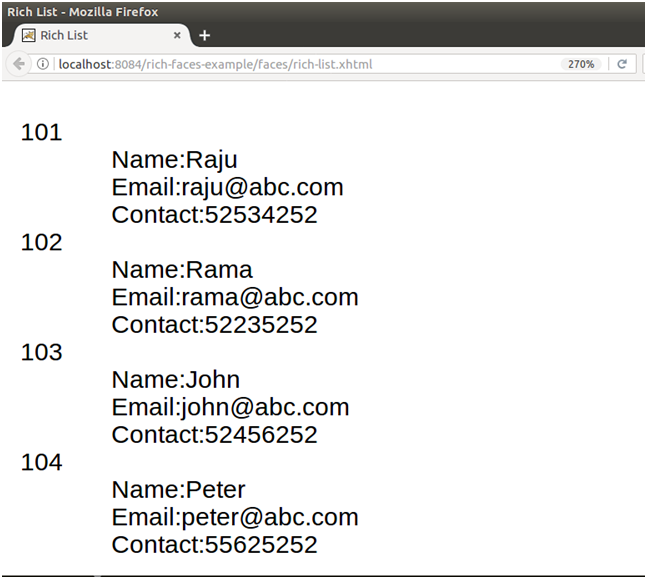 Rich List - Mozilla Firefox
Rich List
localhost:8084/rich-faces-example/faces/rich-list.xhtml
270%
101
Name:Raju
Email:raju@abc.com
Contact:52534252
102
Name:Rama
Email:rama@abc.com
Contact:52235252
103
Name:John
Email:john@abc.com
Contact:52456252
104
Name:Peter
Email:peter@abc.com
Contact:55625252